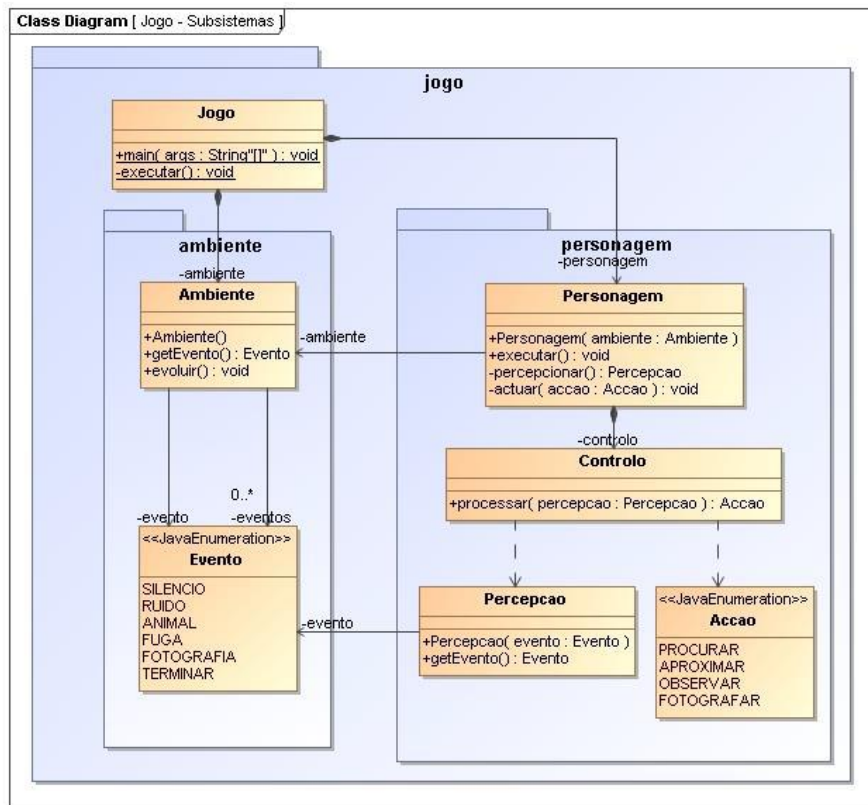 Class Diagram [ Jogo - Subsistemas ]
jogo
Jogo
+main( args : String"[]" ) : void
-executar() : void
ambiente
-ambiente
Ambiente
+Ambiente()
+getEvento() : Evento
+evoluir() : void
-ambiente
0..*
-evento
-eventos
<<JavaEnumeration>>
Evento
SILENCIO
RUIDO
ANIMAL
FUGA
FOTOGRAFIA
TERMINAR
personagem
-personagem
Personagem
+Personagem( ambiente : Ambiente )
+executar() : void
-percepcionar() : Percepcao
-actuar( accao : Accao ) : void
-controlo
Controlo
+processar( percepcao : Percepcao ) : Accao
-evento
Percepcao
+Percepcao( evento : Evento )
+getEvento() : Evento
<<JavaEnumeration>>
Accao
PROCURAR
APROXIMAR
OBSERVAR
FOTOGRAFAR